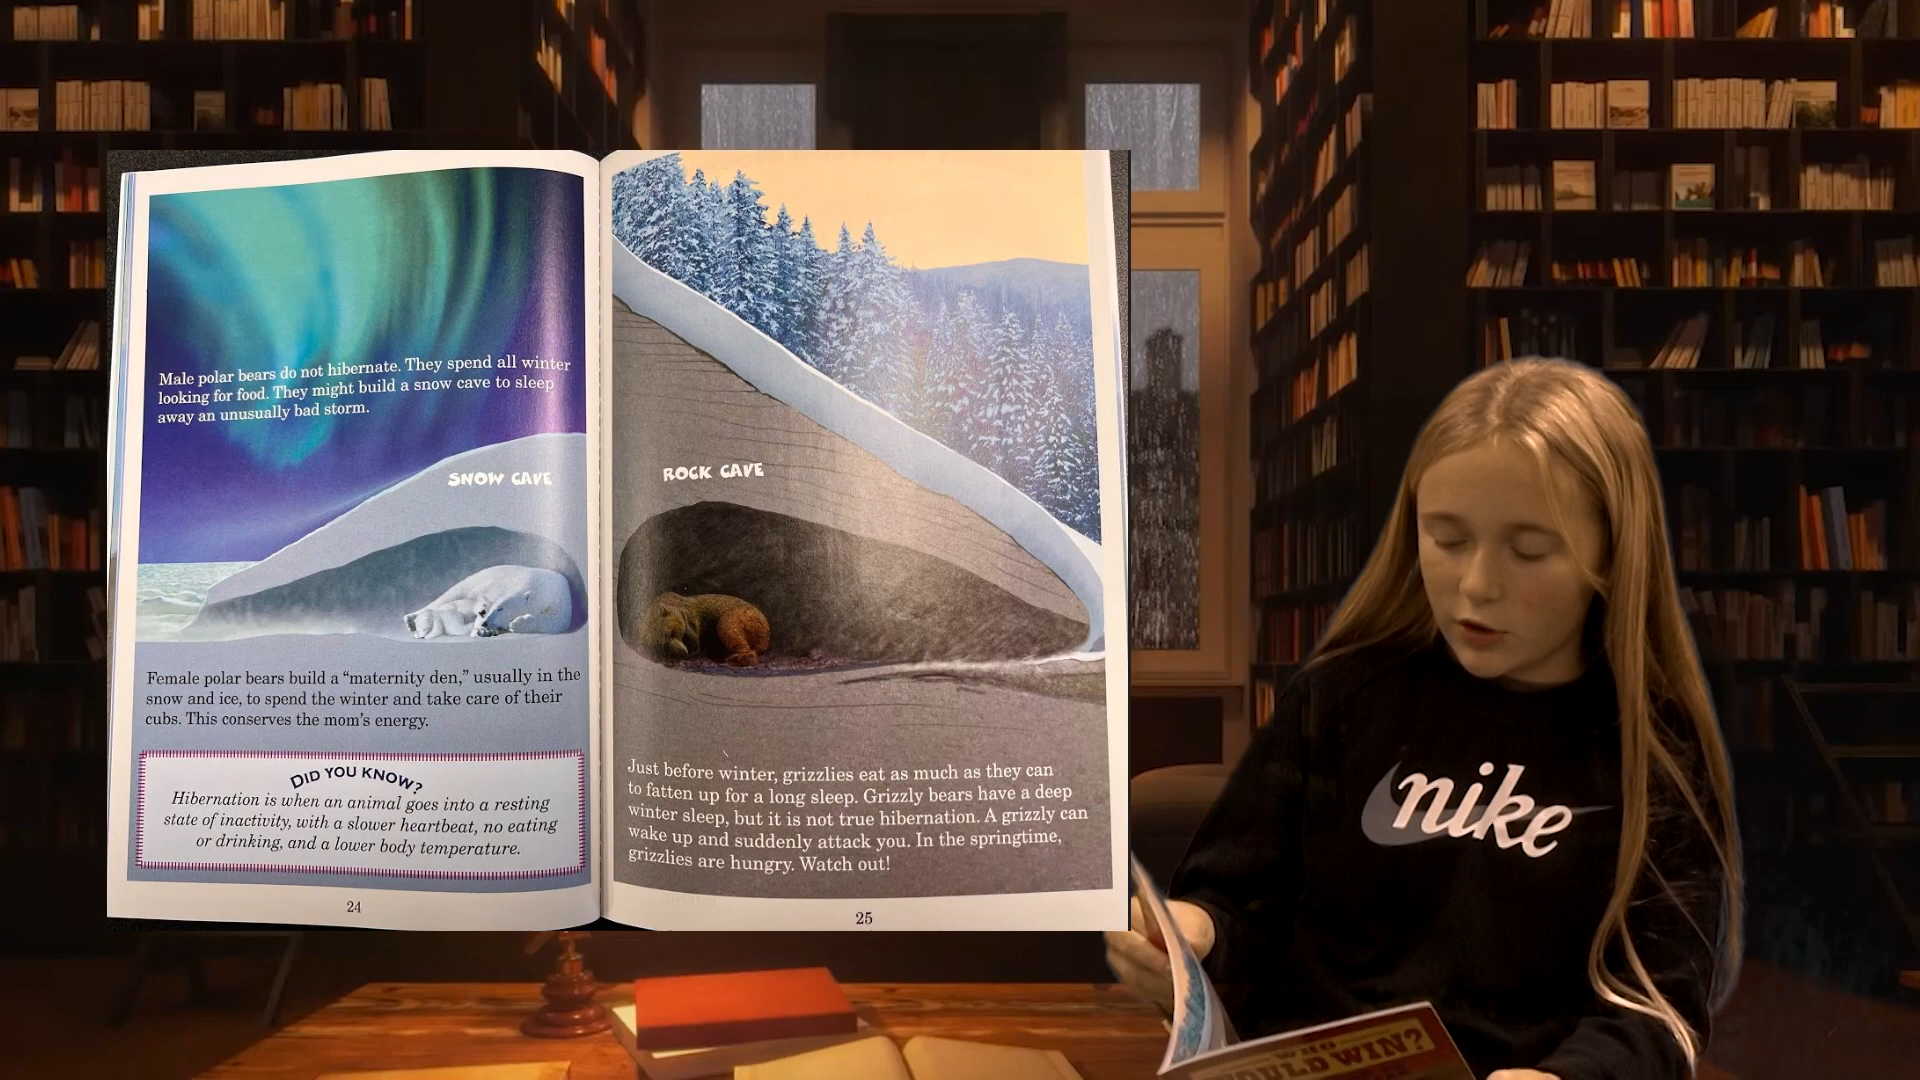 Male polar bears do not hibernate. They spend all winter
looking for food. They might build a snow cave to sleep
away an unusually bad storm.
SNOW CAVE
Female polar bears build a “maternity den,” usually in the
snow and ice, to spend the winter and take care of their
cubs. This conserves the mom’s energy.
DID YOU KNOW?
Hibernation is when an animal goes into a resting
state of inactivity, with a slower heartbeat, no eating
or drinking, and a lower body temperature.
24
ROCK CAVE
Just before winter, grizzlies eat as much as they can
to fatten up for a long sleep. Grizzly bears have a deep
winter sleep, but it is not true hibernation. A grizzly can
wake up and suddenly attack you. In the springtime,
grizzlies are hungry. Watch out!
25
nike
WHO
WIN?